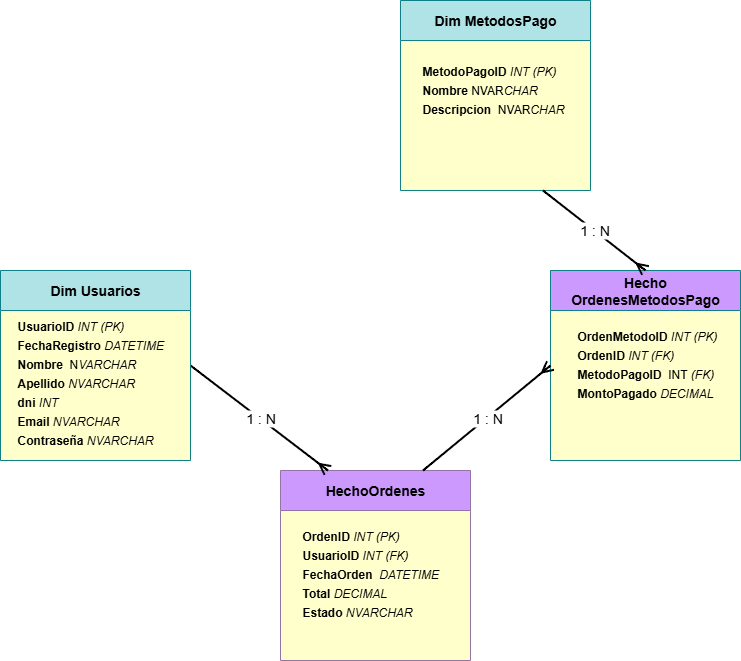 Dim MetodosPago
MetodoPagoID INT (PK)
Nombre NVARCHAR
Descripcion NVARCHAR
1 : N
Dim Usuarios
UsuarioID INT (PK)
FechaRegistro DATETIME
Nombre NVARCHAR
Apellido NVARCHAR
dni INT
Email NVARCHAR
Contraseña NVARCHAR
Hecho
OrdenesMetodosPago
OrdenMetodoID INT (PK)
OrdenID INT (FK)
MetodoPagoID INT (FK)
MontoPagado DECIMAL
1 : N
1 : N
HechoOrdenes
OrdenID INT (PK)
UsuarioID INT (FK)
FechaOrden DATETIME
Total DECIMAL
Estado NVARCHAR